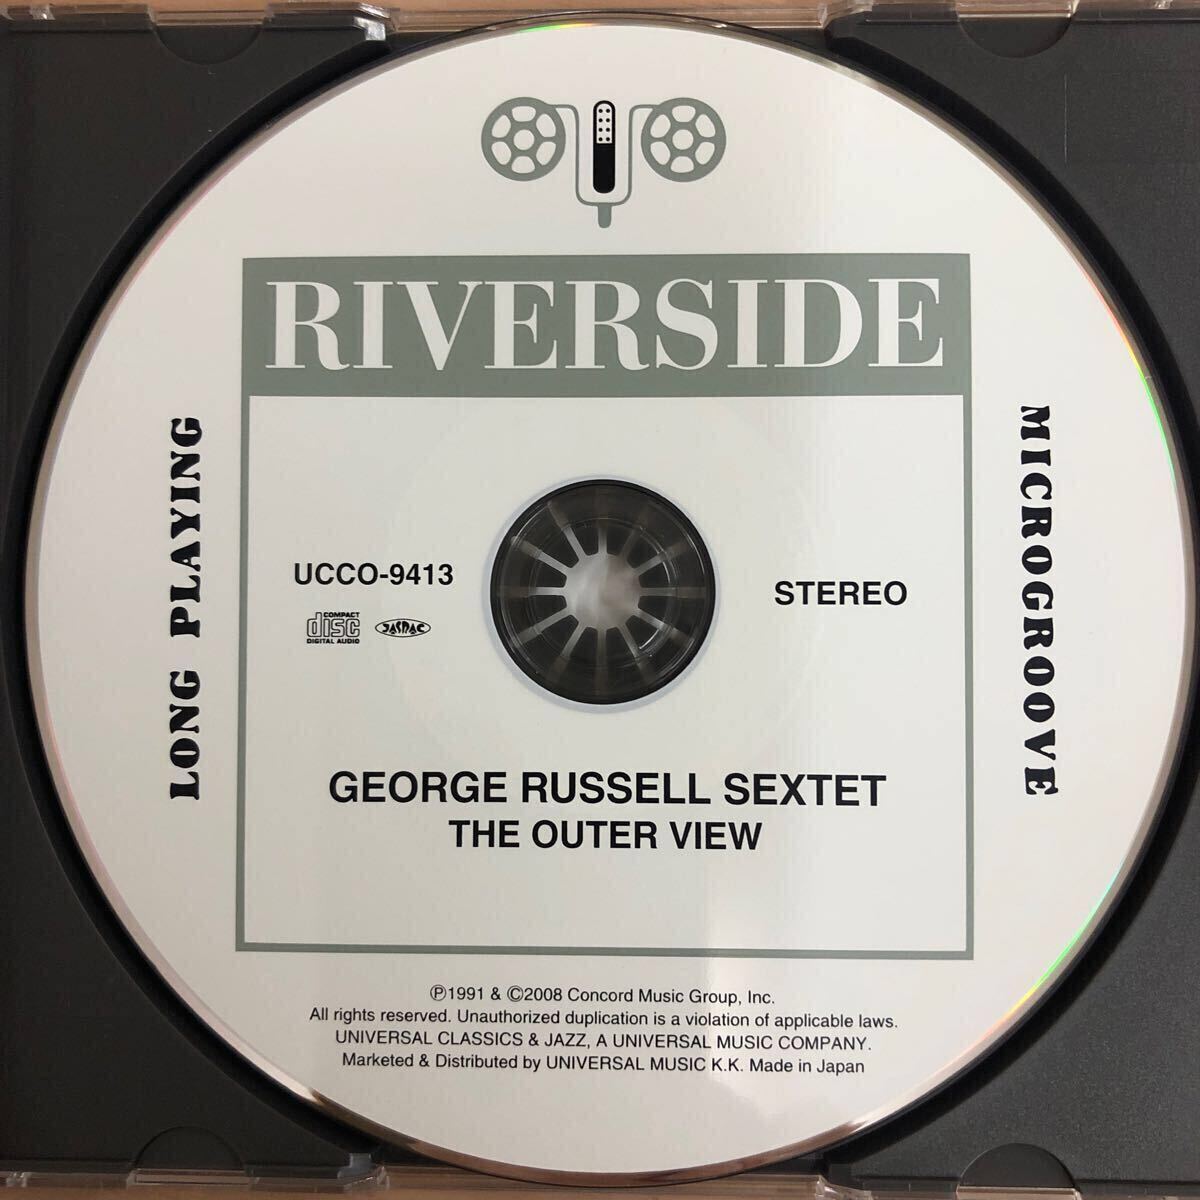 RIVERSIDE
LONG PLAYING
MICROGROOVE
UCCO-9413
COMPACT
disc
DIGITAL AUDIO
JASRAC
STEREO
GEORGE RUSSELL SEXTET
THE OUTER VIEW
℗1991 & ©2008 Concord Music Group, Inc.
All rights reserved. Unauthorized duplication is a violation of applicable laws.
UNIVERSAL CLASSICS & JAZZ, A UNIVERSAL MUSIC COMPANY.
Marketed & Distributed by UNIVERSAL MUSIC K.K. Made in Japan